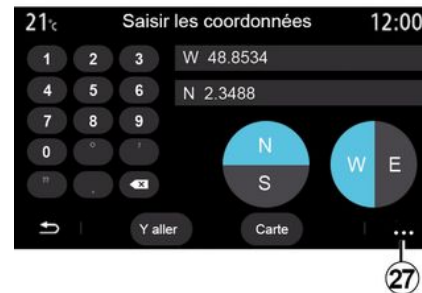 21°c Saisir les coordonnées 12:00
1 2 3 W 48.8534
4 5 6 N 2.3488
7 8 9
0 ° '
" . N
S W E
Y aller Carte ...
27